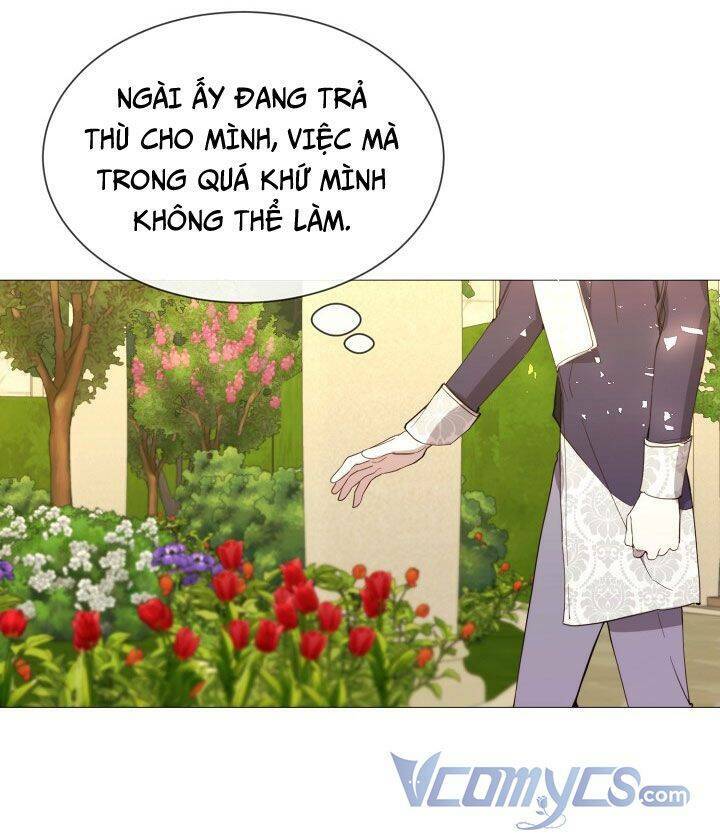 NGÀI ẤY ĐANG TRẢ
THÙ CHO MÌNH, VIỆC MÀ
TRONG QUÁ KHỨ MÌNH
KHÔNG THỂ LÀM.
VCOMYCS.com